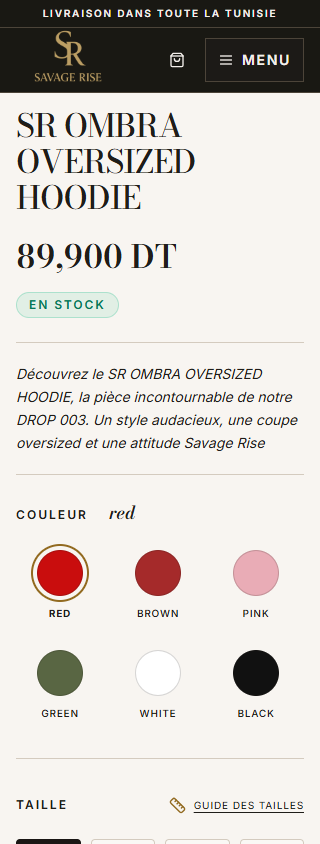 LIVRAISON DANS TOUTE LA TUNISIE
SR
SAVAGE RISE
MENU
SR OMBRA
OVERSIZED
HOODIE
89,900 DT
EN STOCK
Découvrez le SR OMBRA OVERSIZED
HOODIE, la pièce incontournable de notre
DROP 003. Un style audacieux, une coupe
oversized et une attitude Savage Rise
COULEUR red
RED BROWN PINK
GREEN WHITE BLACK
TAILLE GUIDE DES TAILLES